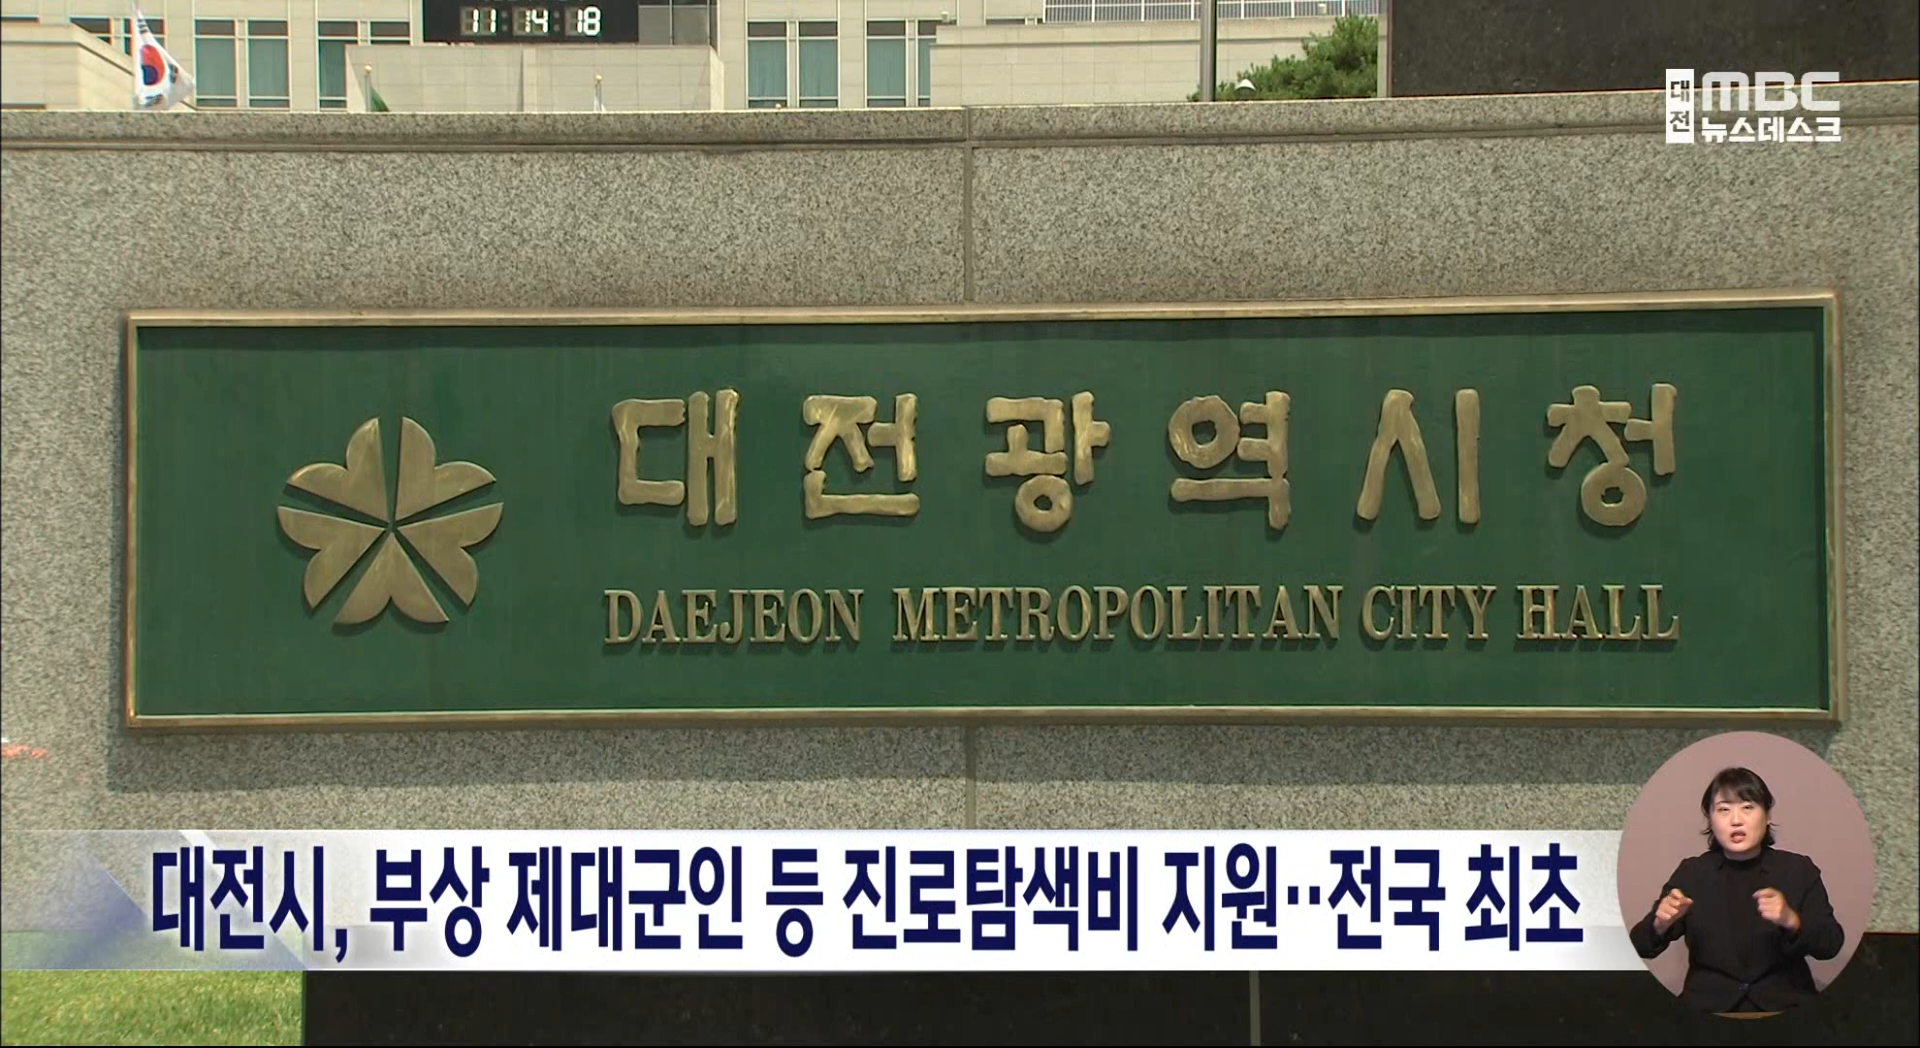 11:14:18
대전 MBC
뉴스데스크
대전광역시청
DAEJEON METROPOLITAN CITY HALL
대전시, 부상 제대군인 등 진로탐색비 지원··전국 최초